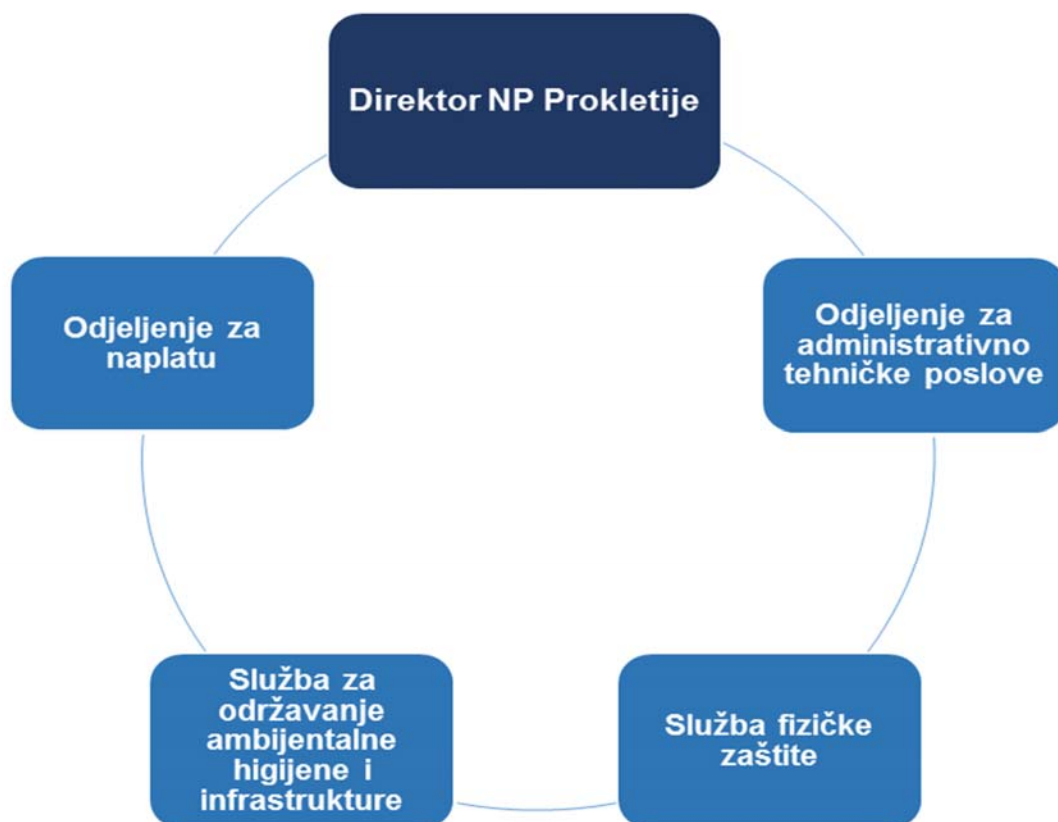 Direktor NP Prokletije
Odjeljenje za
naplatu
Odjeljenje za
administrativno
tehničke poslove
Služba za
održavanje
ambijentalne
higijene i
infrastrukture
Služba fizičke
zaštite